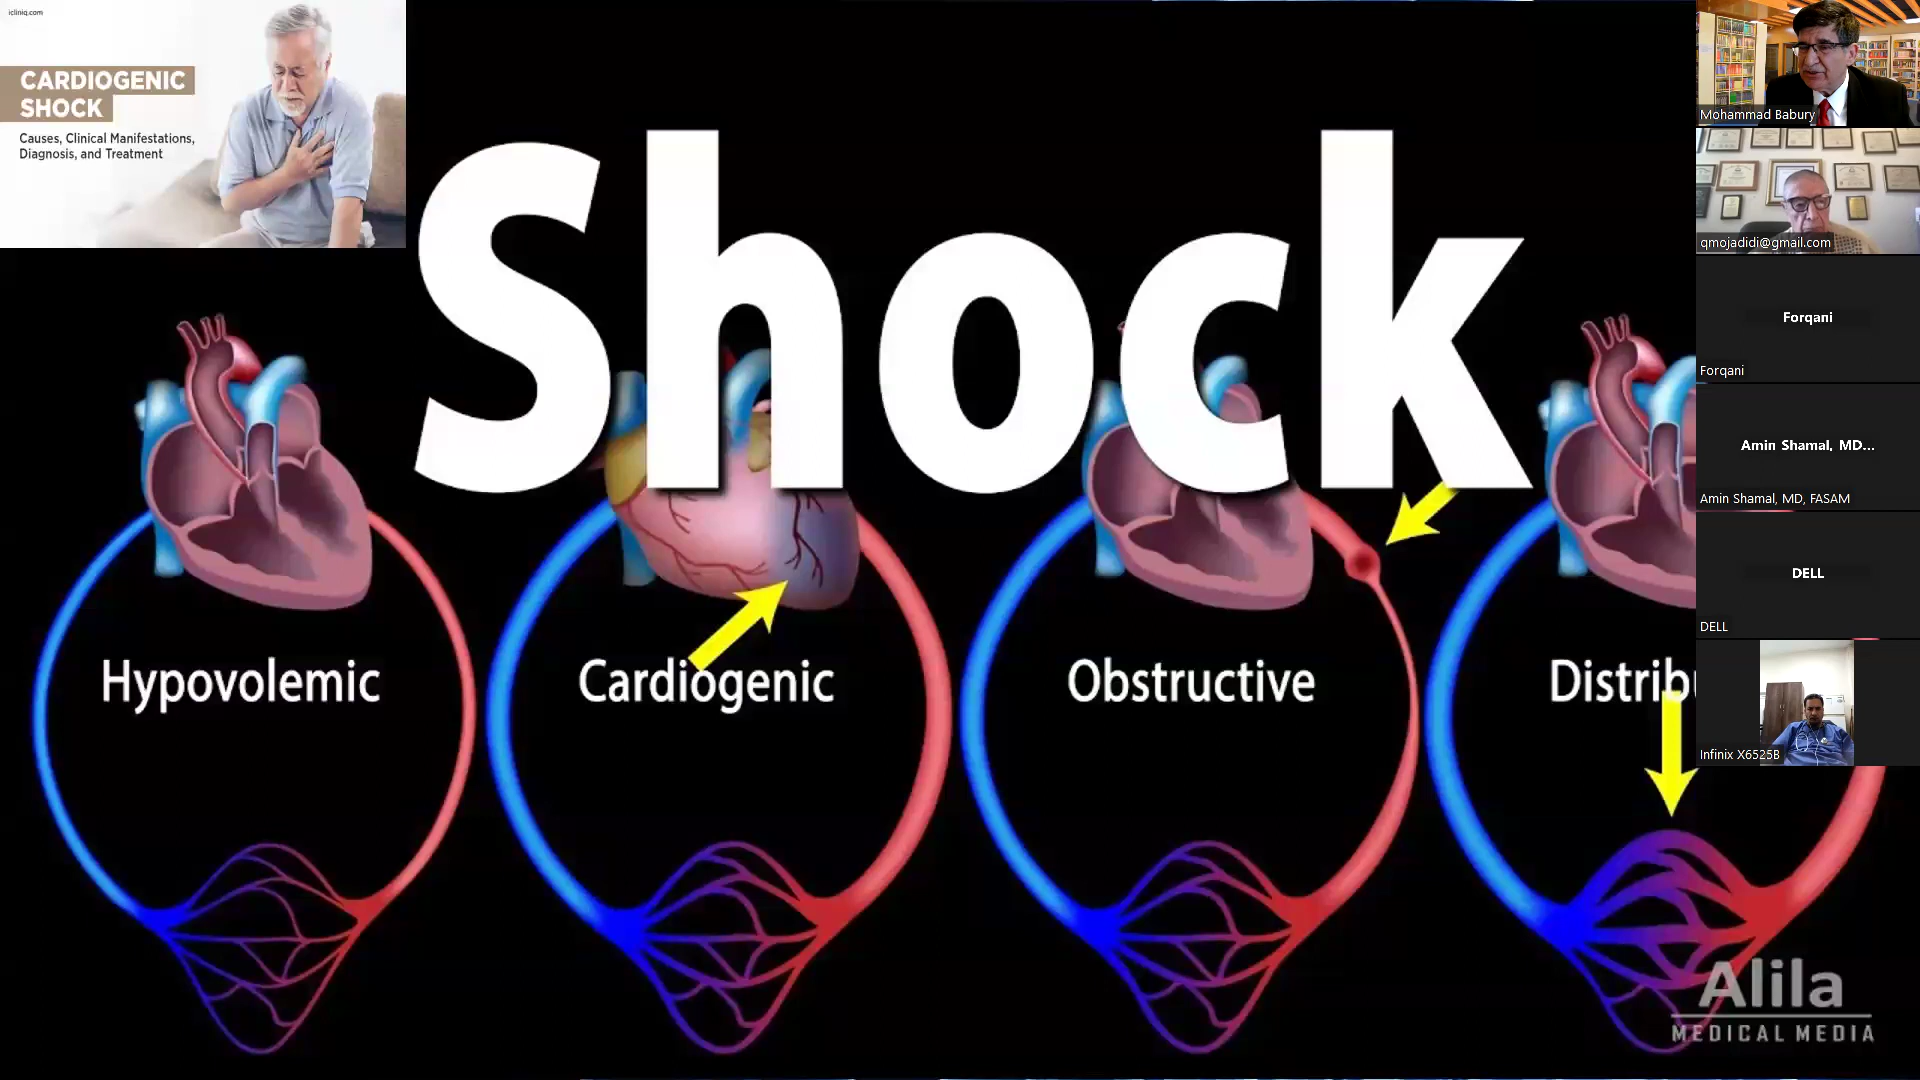 icliniq.com
CARDIOGENIC
SHOCK
Causes, Clinical Manifestations,
Diagnosis, and Treatment
Shock
Hypovolemic
Cardiogenic
Obstructive
Distribu
Alila
MEDICAL MEDIA
Mohammad Babury
qmojadidi@gmail.com
Forqani
Forqani
Amin Shamal, MD...
Amin Shamal, MD, FASAM
DELL
DELL
Infinix X6525B